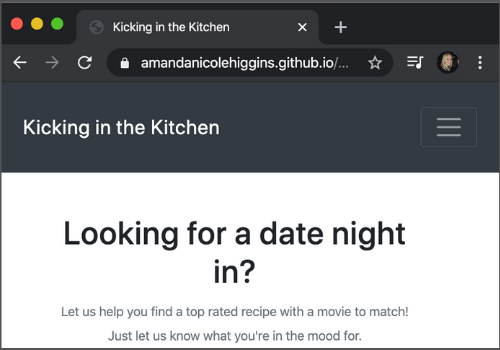 Kicking in the Kitchen
amandanicolehiggins.github.io/...
Kicking in the Kitchen
Looking for a date night
in?
Let us help you find a top rated recipe with a movie to match!
Just let us know what you're in the mood for.